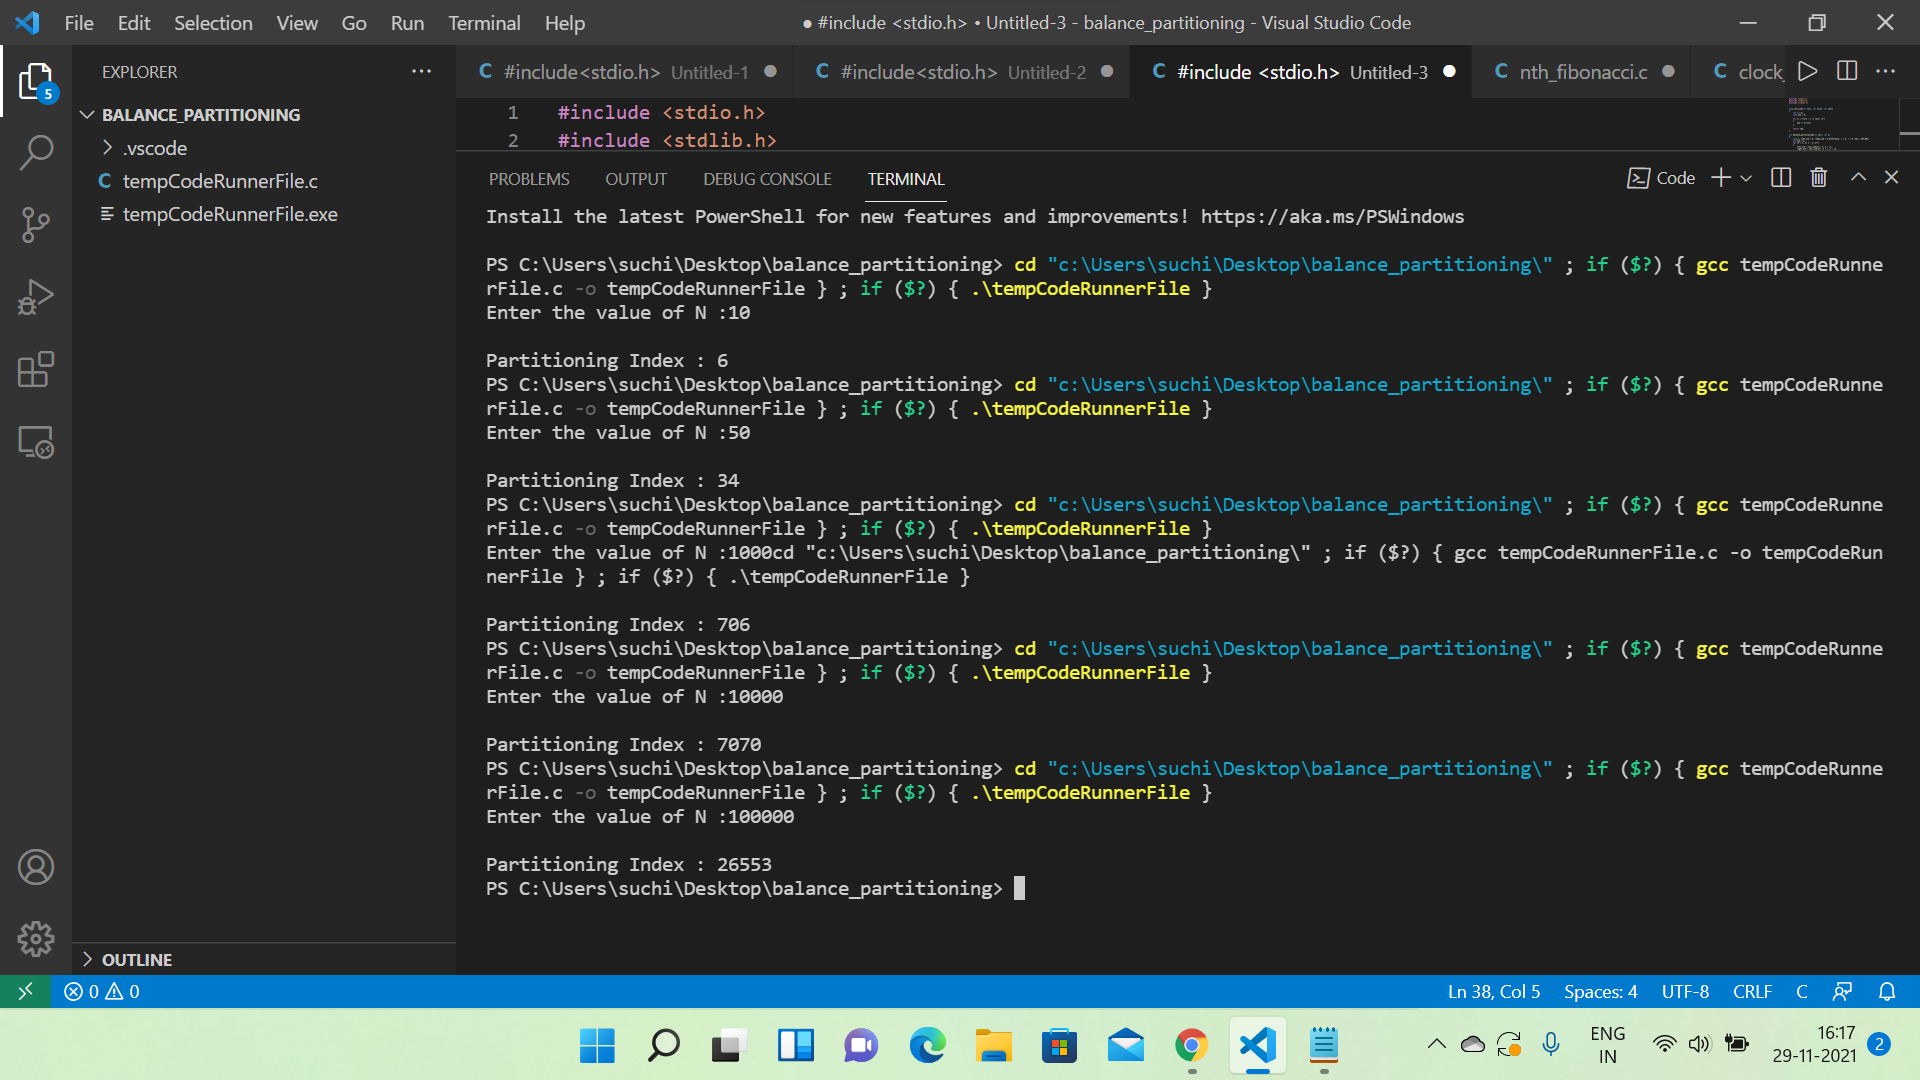 File Edit Selection View Go Run Terminal Help
● #include <stdio.h> • Untitled-3 - balance_partitioning - Visual Studio Code
5
EXPLORER
BALANCE_PARTITIONING
.vscode
C tempCodeRunnerFile.c
tempCodeRunnerFile.exe
OUTLINE
C #include<stdio.h> Untitled-1 ● C #include<stdio.h> Untitled-2 ● C #include <stdio.h> Untitled-3 ● C nth_fibonacci.c ● C clock_
1 #include <stdio.h>
2 #include <stdlib.h>
PROBLEMS OUTPUT DEBUG CONSOLE TERMINAL Code
Install the latest PowerShell for new features and improvements! https://aka.ms/PSWindows
PS C:\Users\suchi\Desktop\balance_partitioning> cd "c:\Users\suchi\Desktop\balance_partitioning\" ; if ($?) { gcc tempCodeRunne
rFile.c -o tempCodeRunnerFile } ; if ($?) { .\tempCodeRunnerFile }
Enter the value of N :10
Partitioning Index : 6
PS C:\Users\suchi\Desktop\balance_partitioning> cd "c:\Users\suchi\Desktop\balance_partitioning\" ; if ($?) { gcc tempCodeRunne
rFile.c -o tempCodeRunnerFile } ; if ($?) { .\tempCodeRunnerFile }
Enter the value of N :50
Partitioning Index : 34
PS C:\Users\suchi\Desktop\balance_partitioning> cd "c:\Users\suchi\Desktop\balance_partitioning\" ; if ($?) { gcc tempCodeRunne
rFile.c -o tempCodeRunnerFile } ; if ($?) { .\tempCodeRunnerFile }
Enter the value of N :1000cd "c:\Users\suchi\Desktop\balance_partitioning\" ; if ($?) { gcc tempCodeRunnerFile.c -o tempCodeRun
nerFile } ; if ($?) { .\tempCodeRunnerFile }
Partitioning Index : 706
PS C:\Users\suchi\Desktop\balance_partitioning> cd "c:\Users\suchi\Desktop\balance_partitioning\" ; if ($?) { gcc tempCodeRunne
rFile.c -o tempCodeRunnerFile } ; if ($?) { .\tempCodeRunnerFile }
Enter the value of N :10000
Partitioning Index : 7070
PS C:\Users\suchi\Desktop\balance_partitioning> cd "c:\Users\suchi\Desktop\balance_partitioning\" ; if ($?) { gcc tempCodeRunne
rFile.c -o tempCodeRunnerFile } ; if ($?) { .\tempCodeRunnerFile }
Enter the value of N :100000
Partitioning Index : 26553
PS C:\Users\suchi\Desktop\balance_partitioning>
0 0 Ln 38, Col 5 Spaces: 4 UTF-8 CRLF C
ENG
IN
16:17
29-11-2021
2